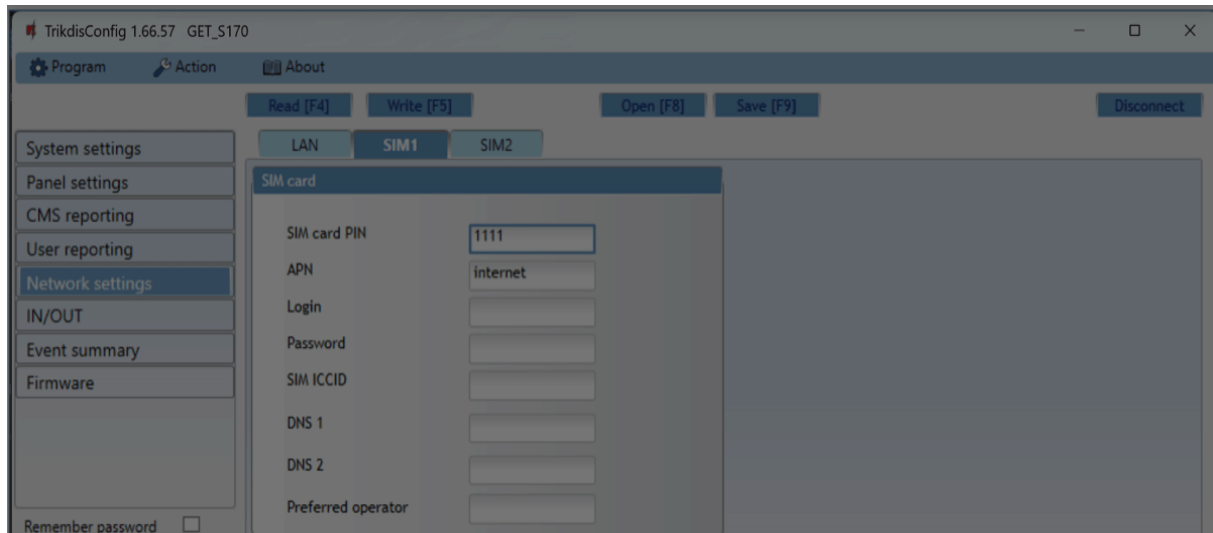 TrikdisConfig 1.66.57 GET_S170
Program Action About
Read [F4] Write [F5] Open [F8] Save [F9] Disconnect
System settings
Panel settings
CMS reporting
User reporting
Network settings
IN/OUT
Event summary
Firmware
Remember password
LAN SIM1 SIM2
SIM card
SIM card PIN 1111
APN internet
Login
Password
SIM ICCID
DNS 1
DNS 2
Preferred operator